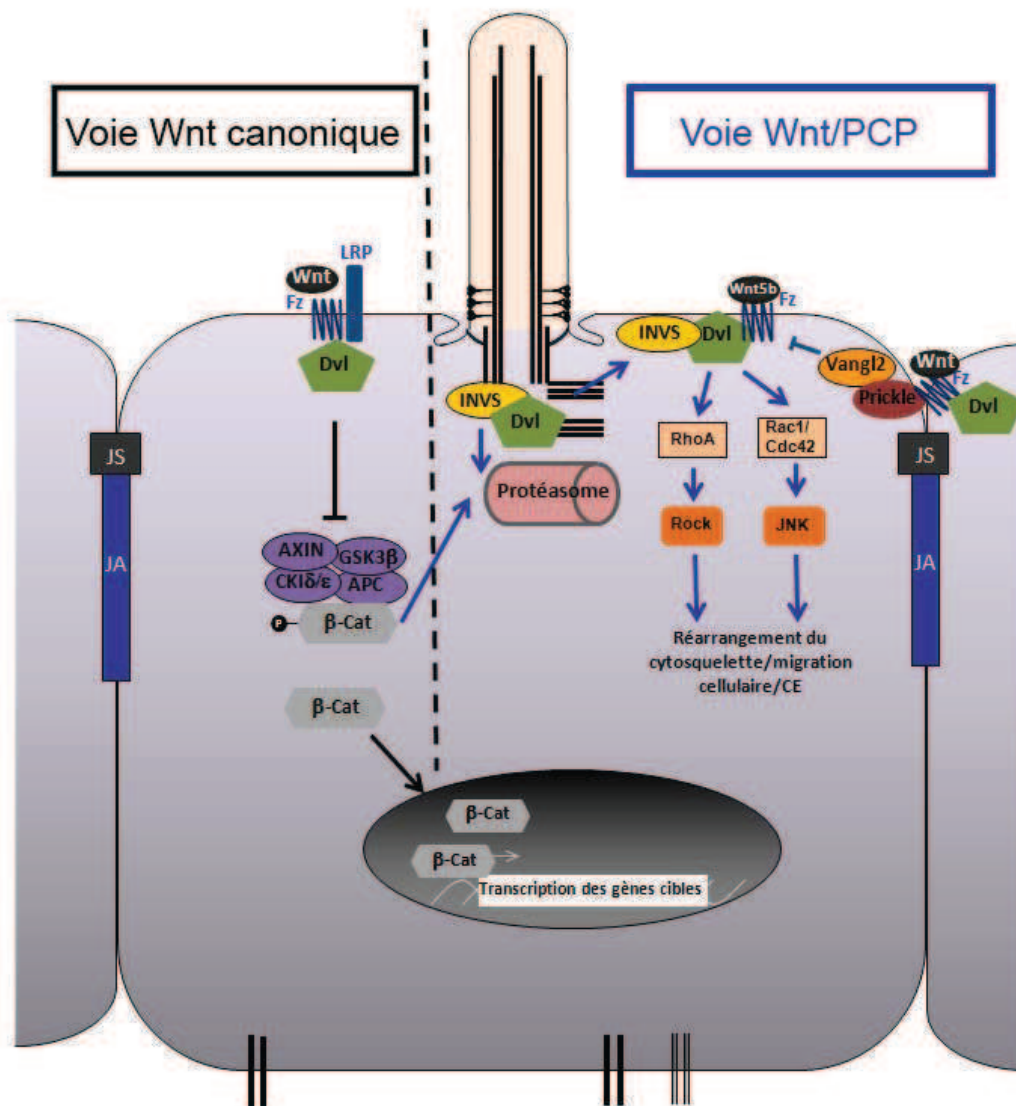 Voie Wnt canonique
Voie Wnt/PCP
LRP
Wnt
Fz
Dvl
INVS
Dvl
Protéasome
INVS
Dvl
Wnt5b
Fz
Vangl2
Prickle
Wnt
Fz
Dvl
RhoA
Rac1/
Cdc42
Rock
JNK
Réarrangement du
cytosquelette/migration
cellulaire/CE
JS
JA
JS
JA
AXIN
GSK3β
CKIδ/ε
APC
P
β-Cat
β-Cat
β-Cat
β-Cat
Transcription des gènes cibles